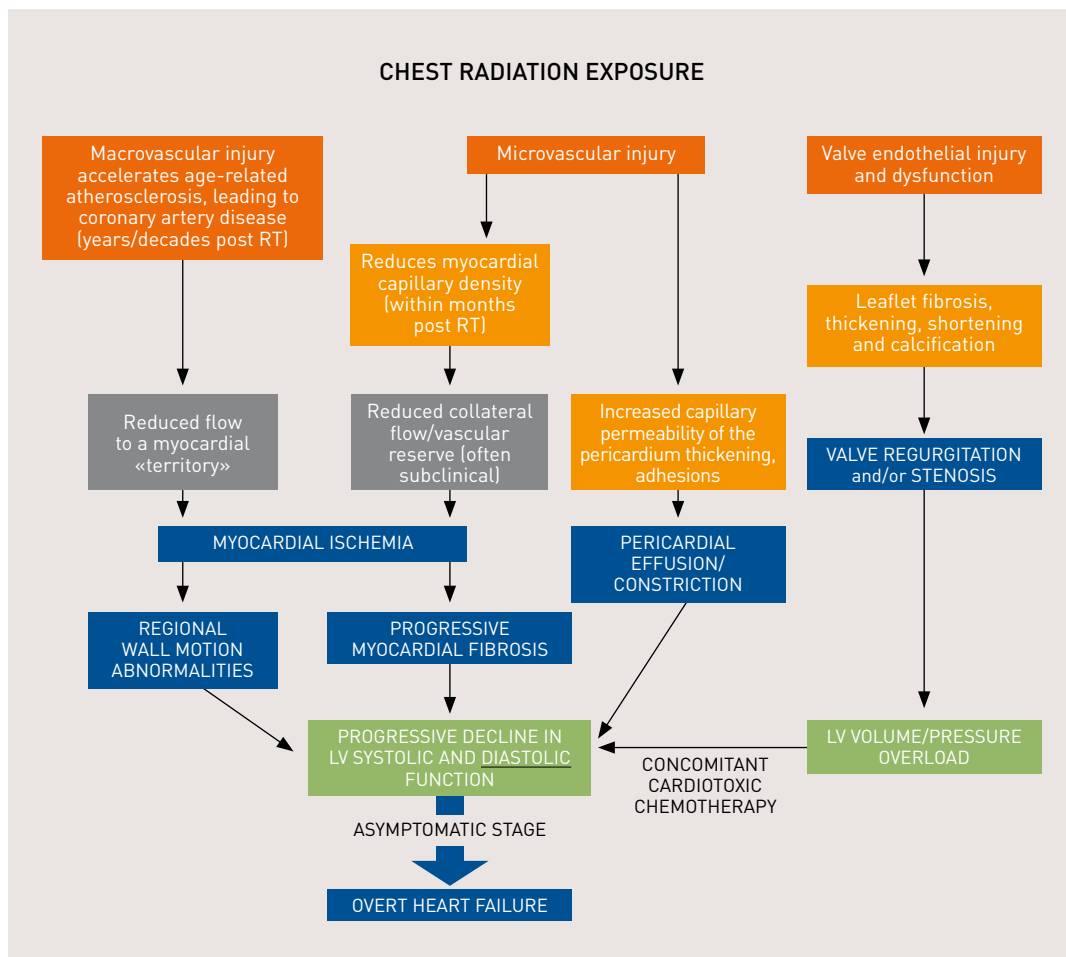 CHEST RADIATION EXPOSURE
Macrovascular injury
accelerates age-related
atherosclerosis, leading to
coronary artery disease
(years/decades post RT)
Microvascular injury
Valve endothelial injury
and dysfunction
Reduces myocardial
capillary density
(within months
post RT)
Leaflet fibrosis,
thickening, shortening
and calcification
Reduced flow
to a myocardial
«territory»
Reduced collateral
flow/vascular
reserve (often
subclinical)
Increased capillary
permeability of the
pericardium thickening,
adhesions
VALVE REGURGITATION
and/or STENOSIS
MYOCARDIAL ISCHEMIA
PERICARDIAL
EFFUSION/
CONSTRICTION
REGIONAL
WALL MOTION
ABNORMALITIES
PROGRESSIVE
MYOCARDIAL FIBROSIS
PROGRESSIVE DECLINE IN
LV SYSTOLIC AND DIASTOLIC
FUNCTION
LV VOLUME/PRESSURE
OVERLOAD
CONCOMITANT
CARDIOTOXIC
CHEMOTHERAPY
ASYMPTOMATIC STAGE
OVERT HEART FAILURE